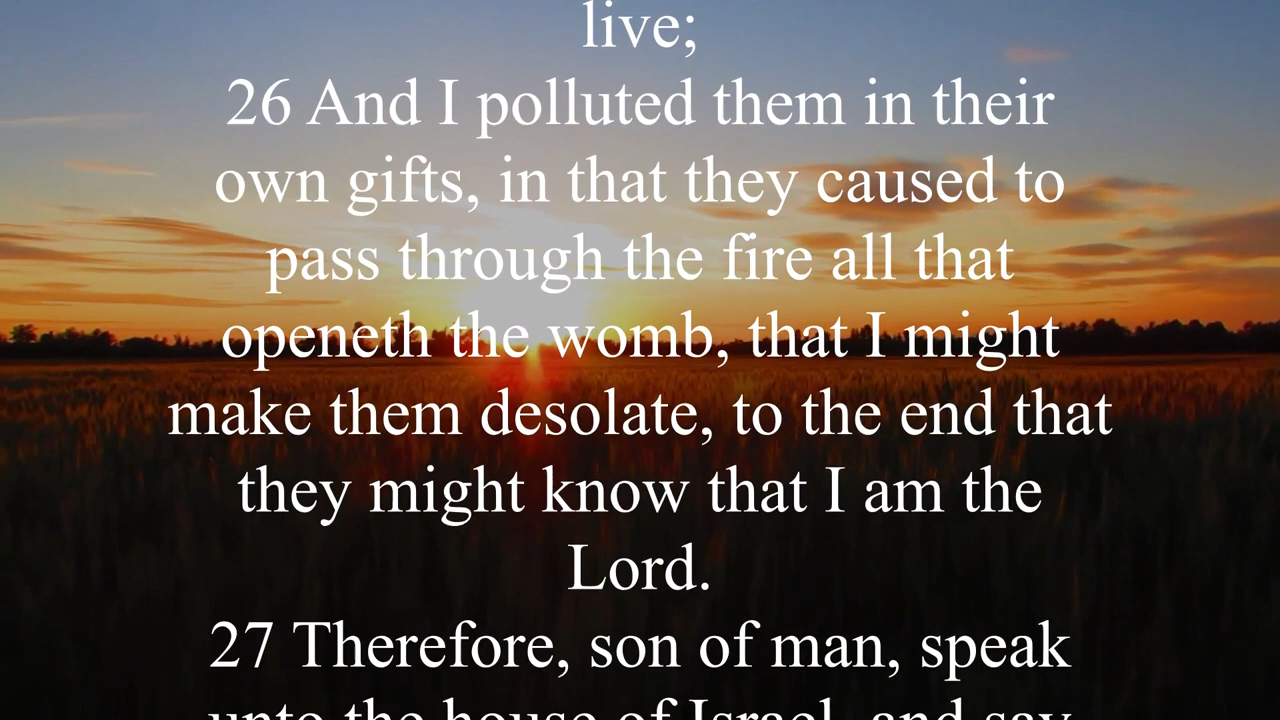 live;
26 And I polluted them in their
own gifts, in that they caused to
pass through the fire all that
openeth the womb, that I might
make them desolate, to the end that
they might know that I am the
Lord.
27 Therefore, son of man, speak
unto the house of Israel, and say